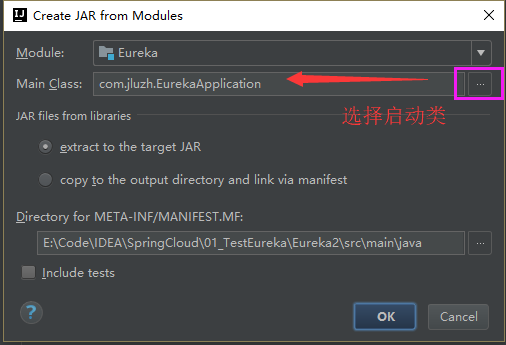 Create JAR from Modules
Module: Eureka
Main Class: com.jluzh.EurekaApplication ...
选择启动类
JAR files from libraries
extract to the target JAR
copy to the output directory and link via manifest
Directory for META-INF/MANIFEST.MF:
E:\Code\IDEA\SpringCloud\01_TestEureka\Eureka2\src\main\java ...
Include tests
? OK Cancel